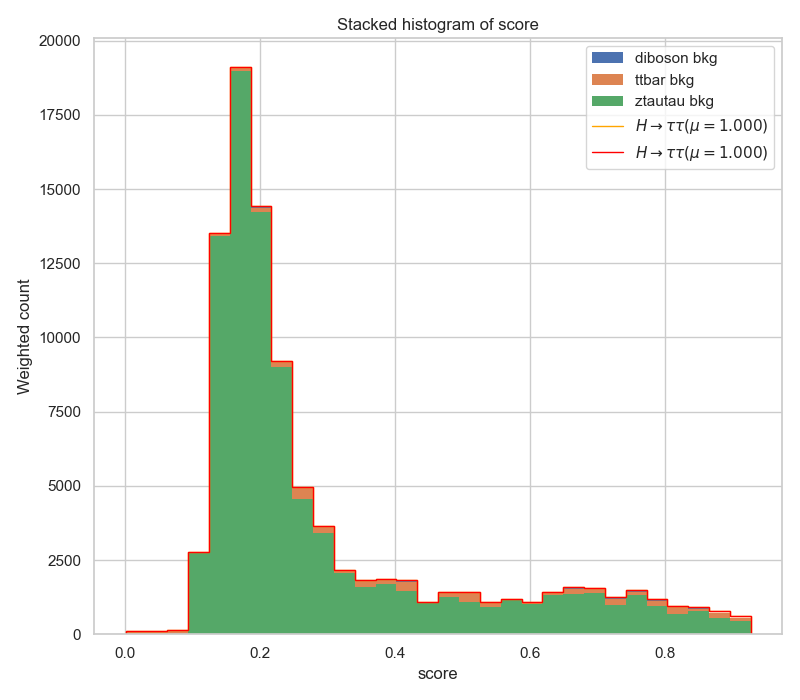 Stacked histogram of score
20000
17500
15000
12500
10000
7500
5000
2500
0
Weighted count
0.0 0.2 0.4 0.6 0.8
score
diboson bkg
ttbar bkg
ztautau bkg
H → ττ(μ = 1.000)
H → ττ(μ = 1.000)